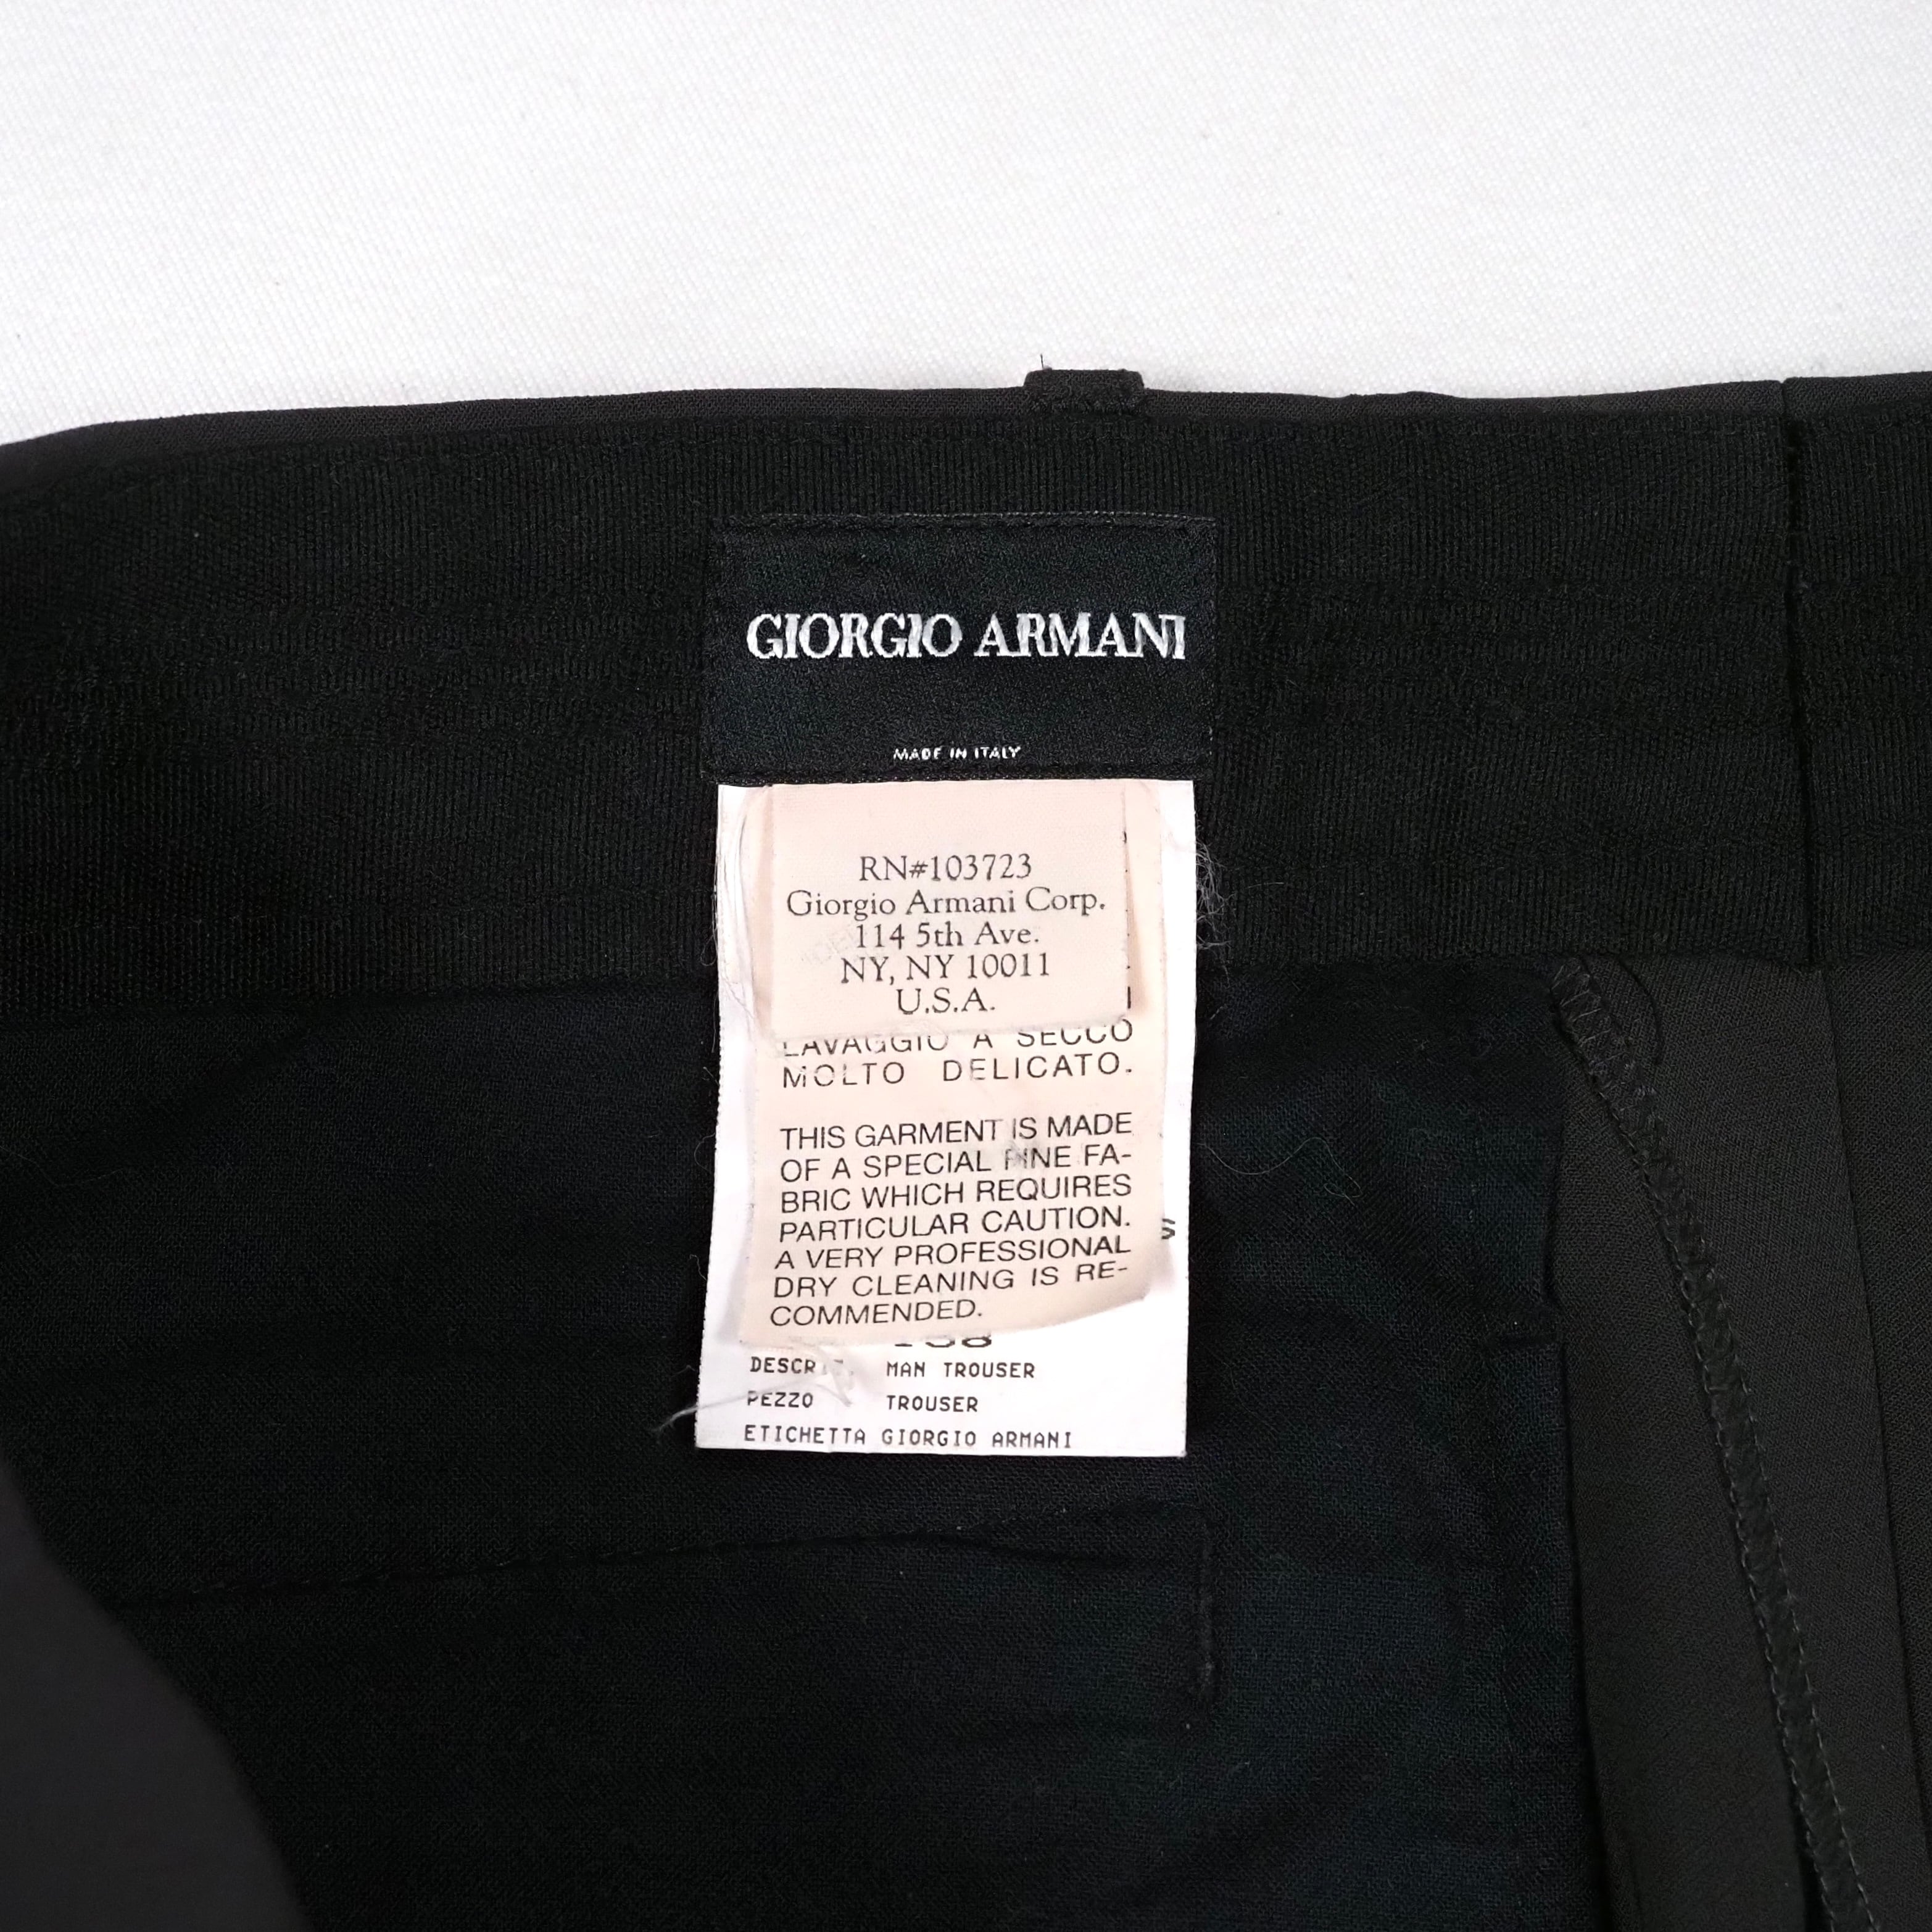 GIORGIO ARMANI
MADE IN ITALY
RN#103723
Giorgio Armani Corp.
114 5th Ave.
NY, NY 10011
U.S.A.
LAVAGGIO A SECCO
MOLTO DELICATO.
THIS GARMENT IS MADE
OF A SPECIAL FINE FA-
BRIC WHICH REQUIRES
PARTICULAR CAUTION.
A VERY PROFESSIONAL
DRY CLEANING IS RE-
COMMENDED.
S
MAN TROUSER
PEZZO TROUSER
ETICHETTA GIORGIO ARMANI